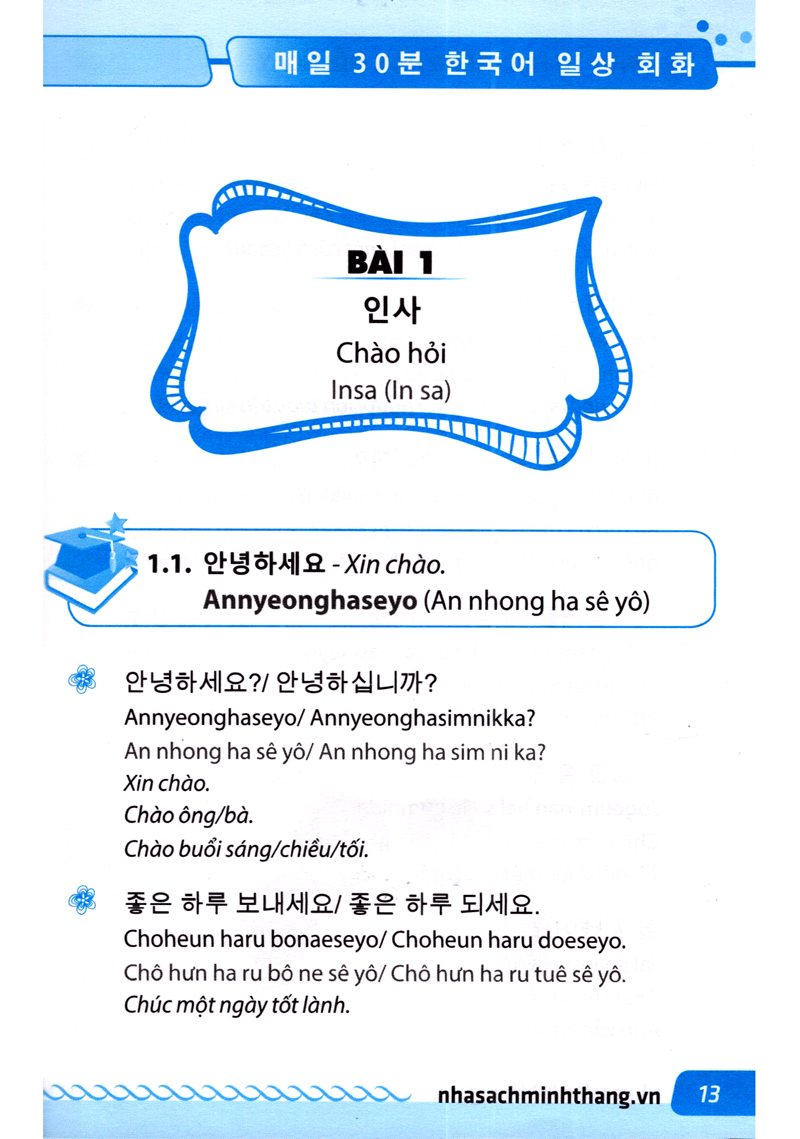 매일 30분 한국어 일상 회화
BÀI 1
인사
Chào hỏi
Insa (In sa)
1.1. 안녕하세요 - Xin chào.
Annyeonghaseyo (An nhong ha sê yô)
안녕하세요?/ 안녕하십니까?
Annyeonghaseyo/ Annyeonghasimnikka?
An nhong ha sê yô/ An nhong ha sim ni ka?
Xin chào.
Chào ông/bà.
Chào buổi sáng/chiều/tối.
좋은 하루 보내세요/ 좋은 하루 되세요.
Choheun haru bonaeseyo/ Choheun haru doeseyo.
Chô hưn ha ru bô ne sê yô/ Chô hưn ha ru tuê sê yô.
Chúc một ngày tốt lành.
nhasachminhthang.vn 13